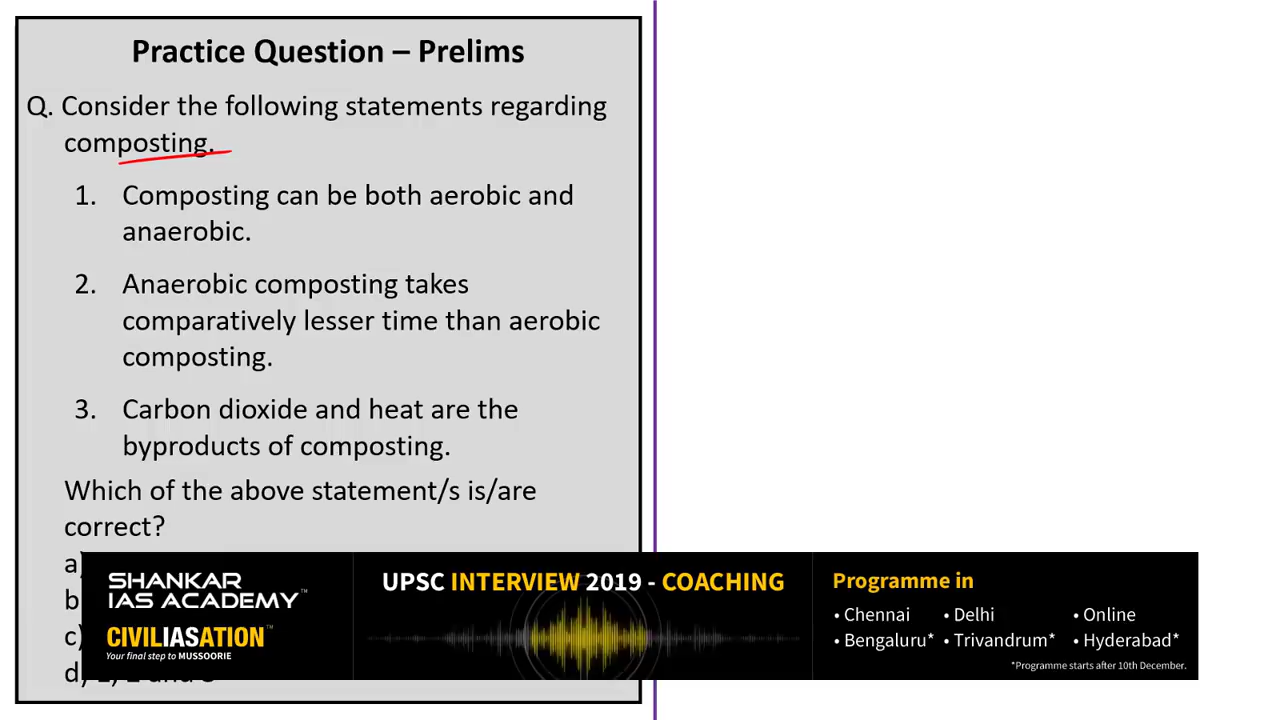 Practice Question – Prelims
Q. Consider the following statements regarding
composting.
1. Composting can be both aerobic and
anaerobic.
2. Anaerobic composting takes
comparatively lesser time than aerobic
composting.
3. Carbon dioxide and heat are the
byproducts of composting.
Which of the above statement/s is/are
correct?
a)
b
c)
d)
SHANKAR
IAS ACADEMY™
CIVILIASATION™
Your final step to MUSSOORIE
UPSC INTERVIEW 2019 - COACHING
Programme in
• Chennai • Delhi • Online
• Bengaluru* • Trivandrum* • Hyderabad*
*Programme starts after 10th December.